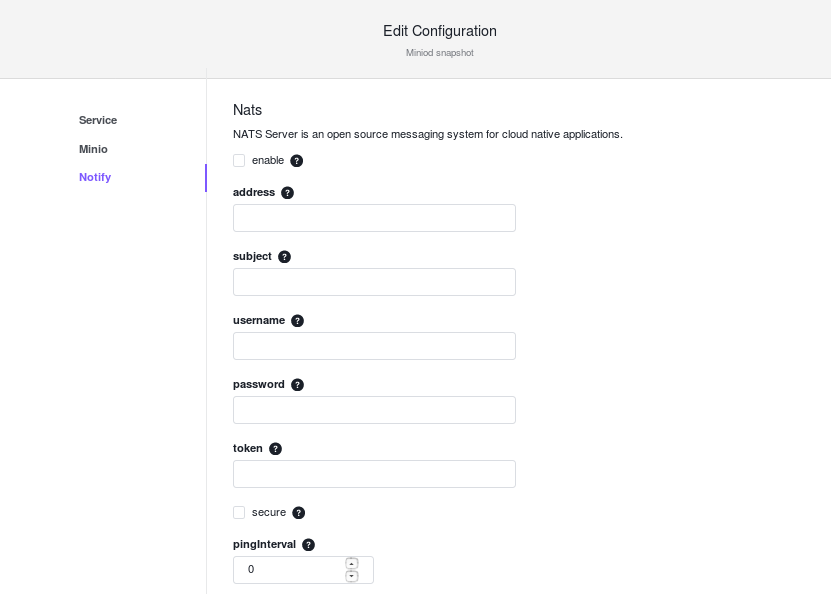 Edit Configuration
Miniod snapshot
Service
Minio
Notify
Nats
NATS Server is an open source messaging system for cloud native applications.
enable ?
address ?
subject ?
username ?
password ?
token ?
secure ?
pingInterval ?
0